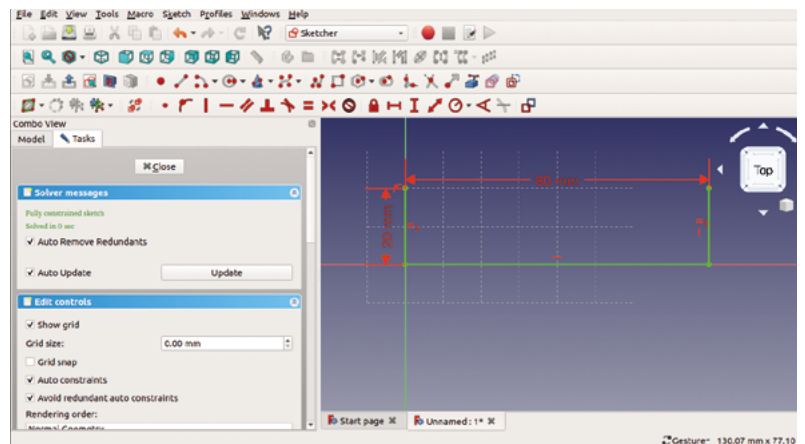 File Edit View Tools Macro Sketch Profiles Windows Help
Sketcher
Combo View
Model Tasks
Close
Solver messages
Fully constrained sketch
Solved in 0 sec
Auto Remove Redundants
Auto Update Update
Edit controls
Show grid
Grid size: 0.00 mm
Grid snap
Auto constraints
Avoid redundant auto constraints
Rendering order:
Normal Geometry
20 mm
80 mm
Top
Start page
Unnamed : 1*
Gesture 130.07 mm x 77.10